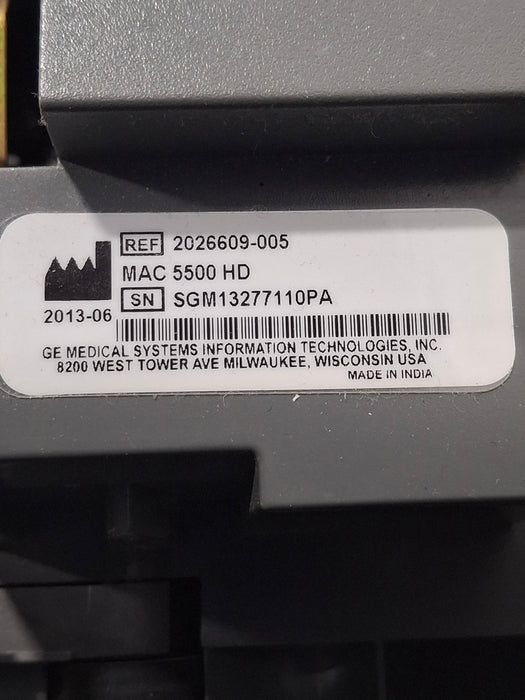 REF 2026609-005
MAC 5500 HD
SN SGM13277110PA
2013-06
GE MEDICAL SYSTEMS INFORMATION TECHNOLOGIES, INC.
8200 WEST TOWER AVE MILWAUKEE, WISCONSIN USA
MADE IN INDIA